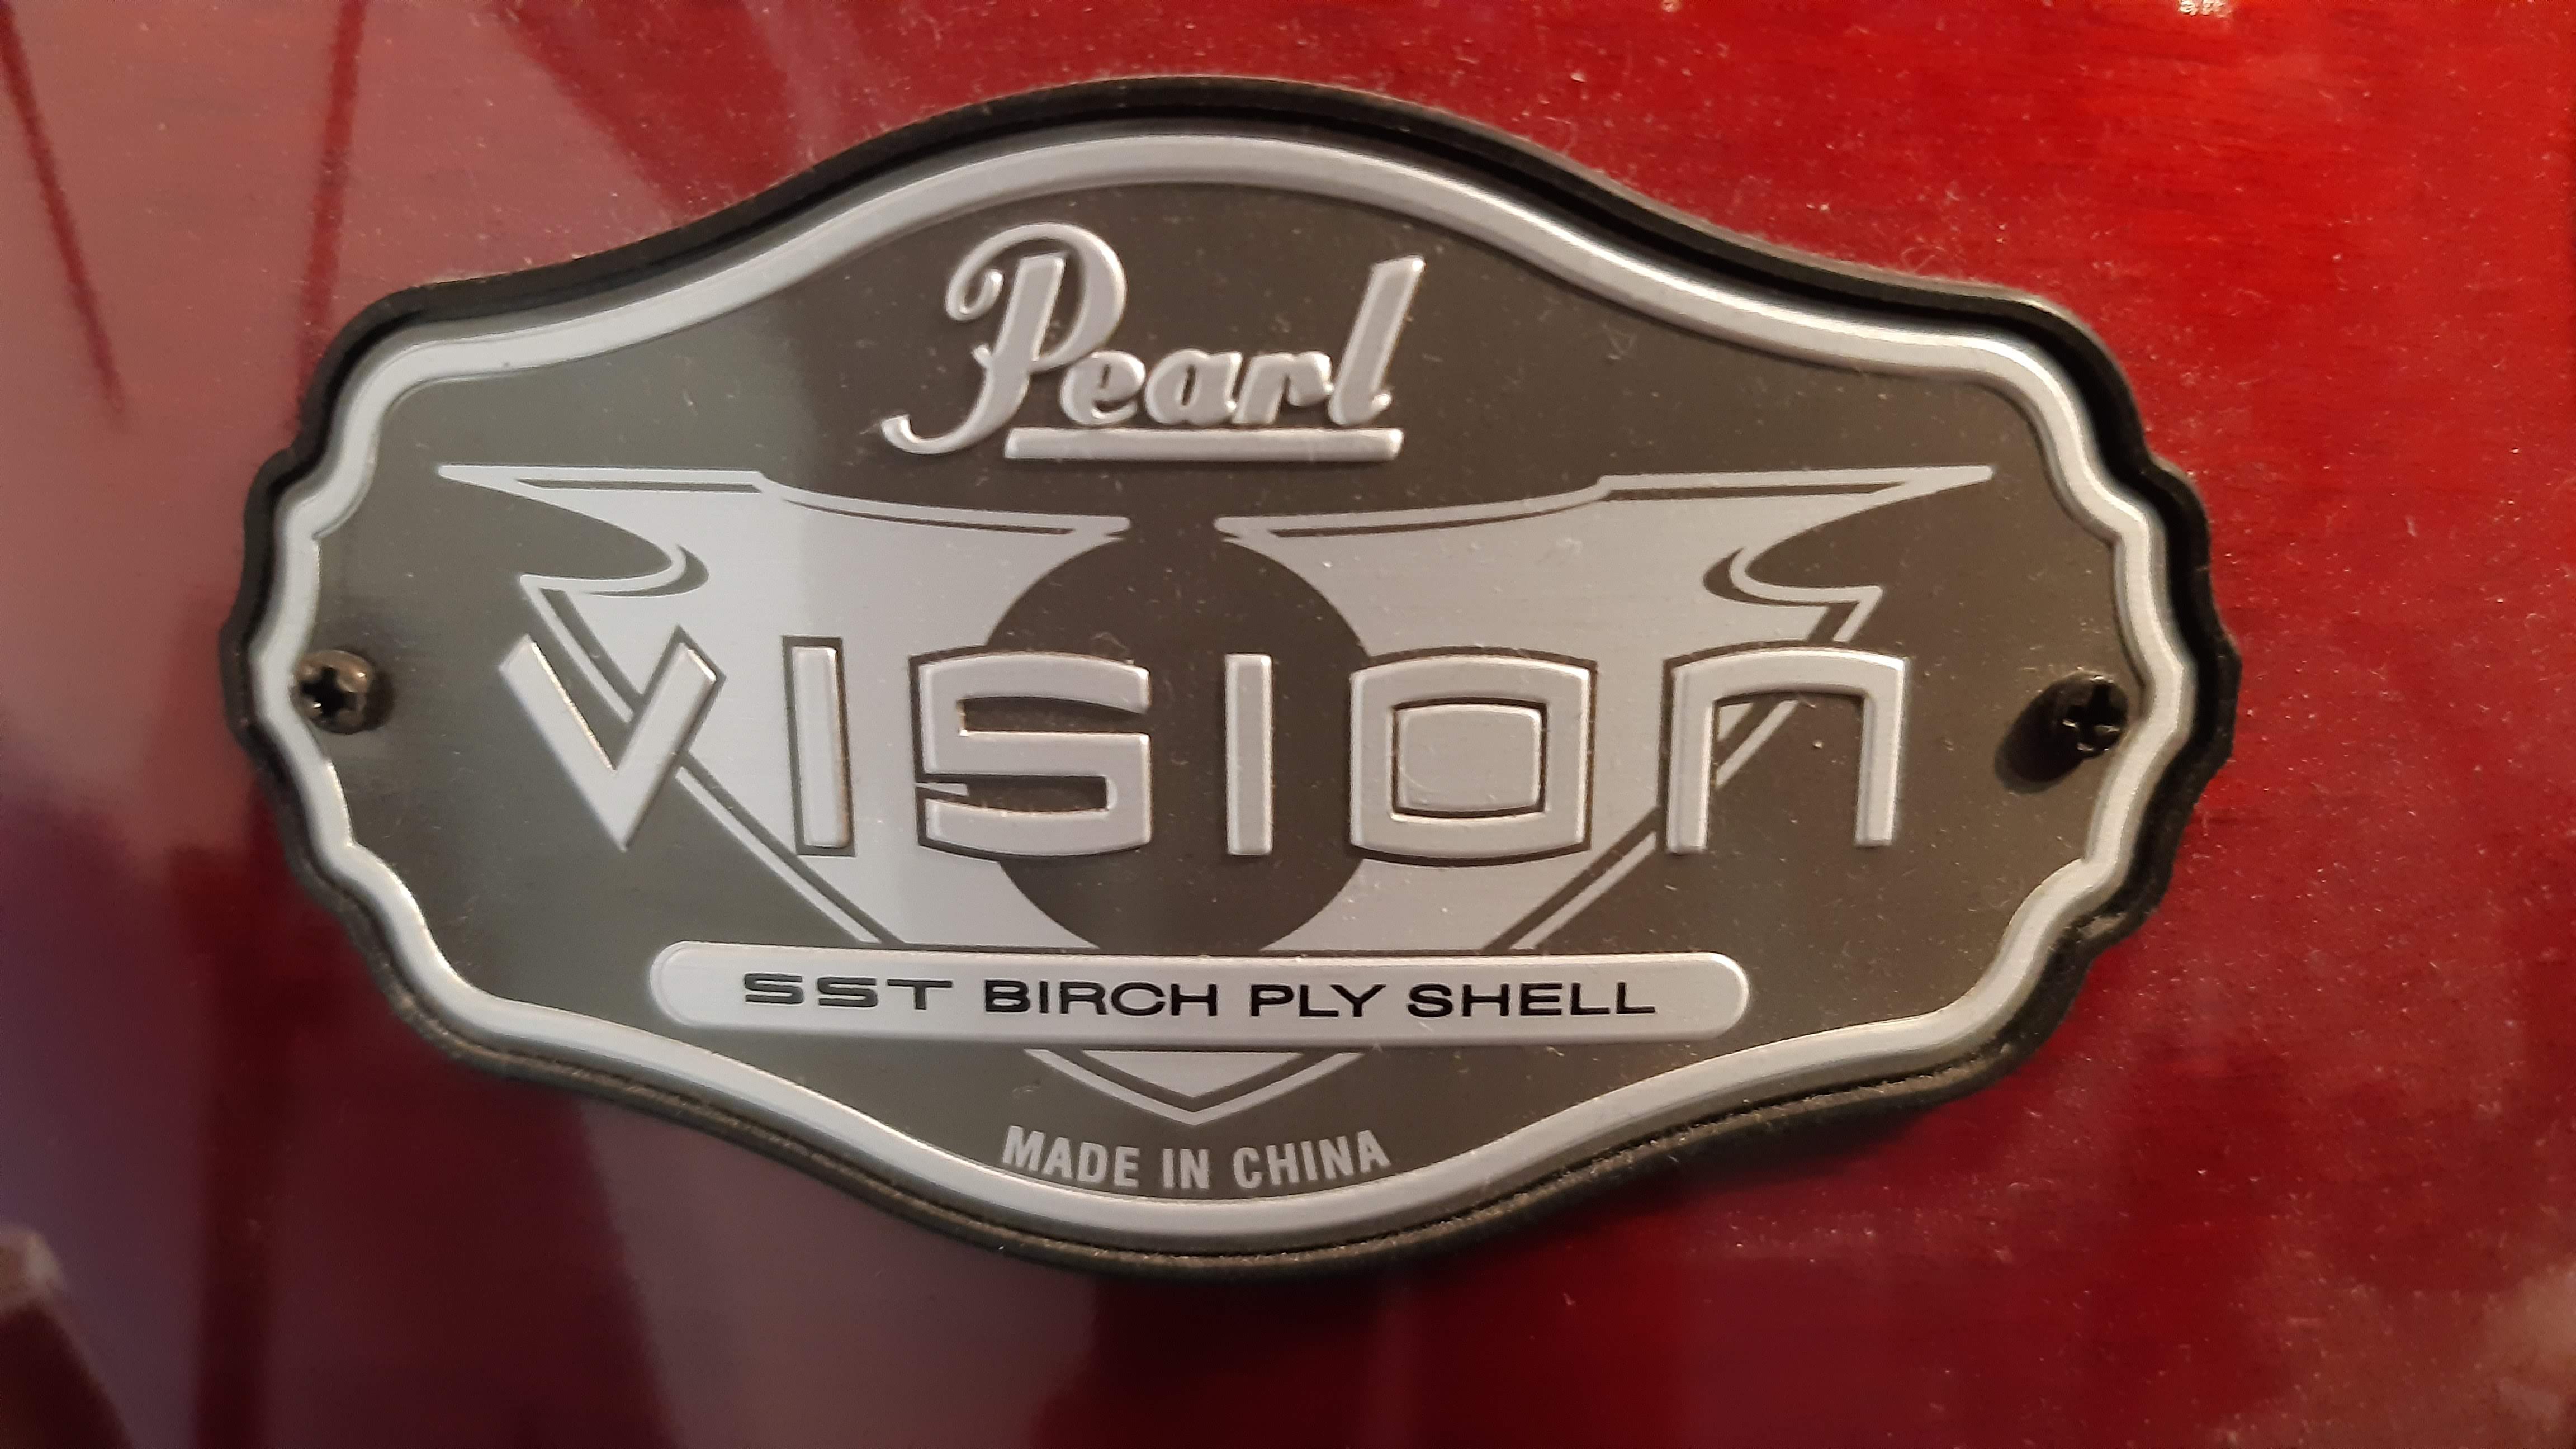 Pearl
VISION
SST BIRCH PLY SHELL
MADE IN CHINA